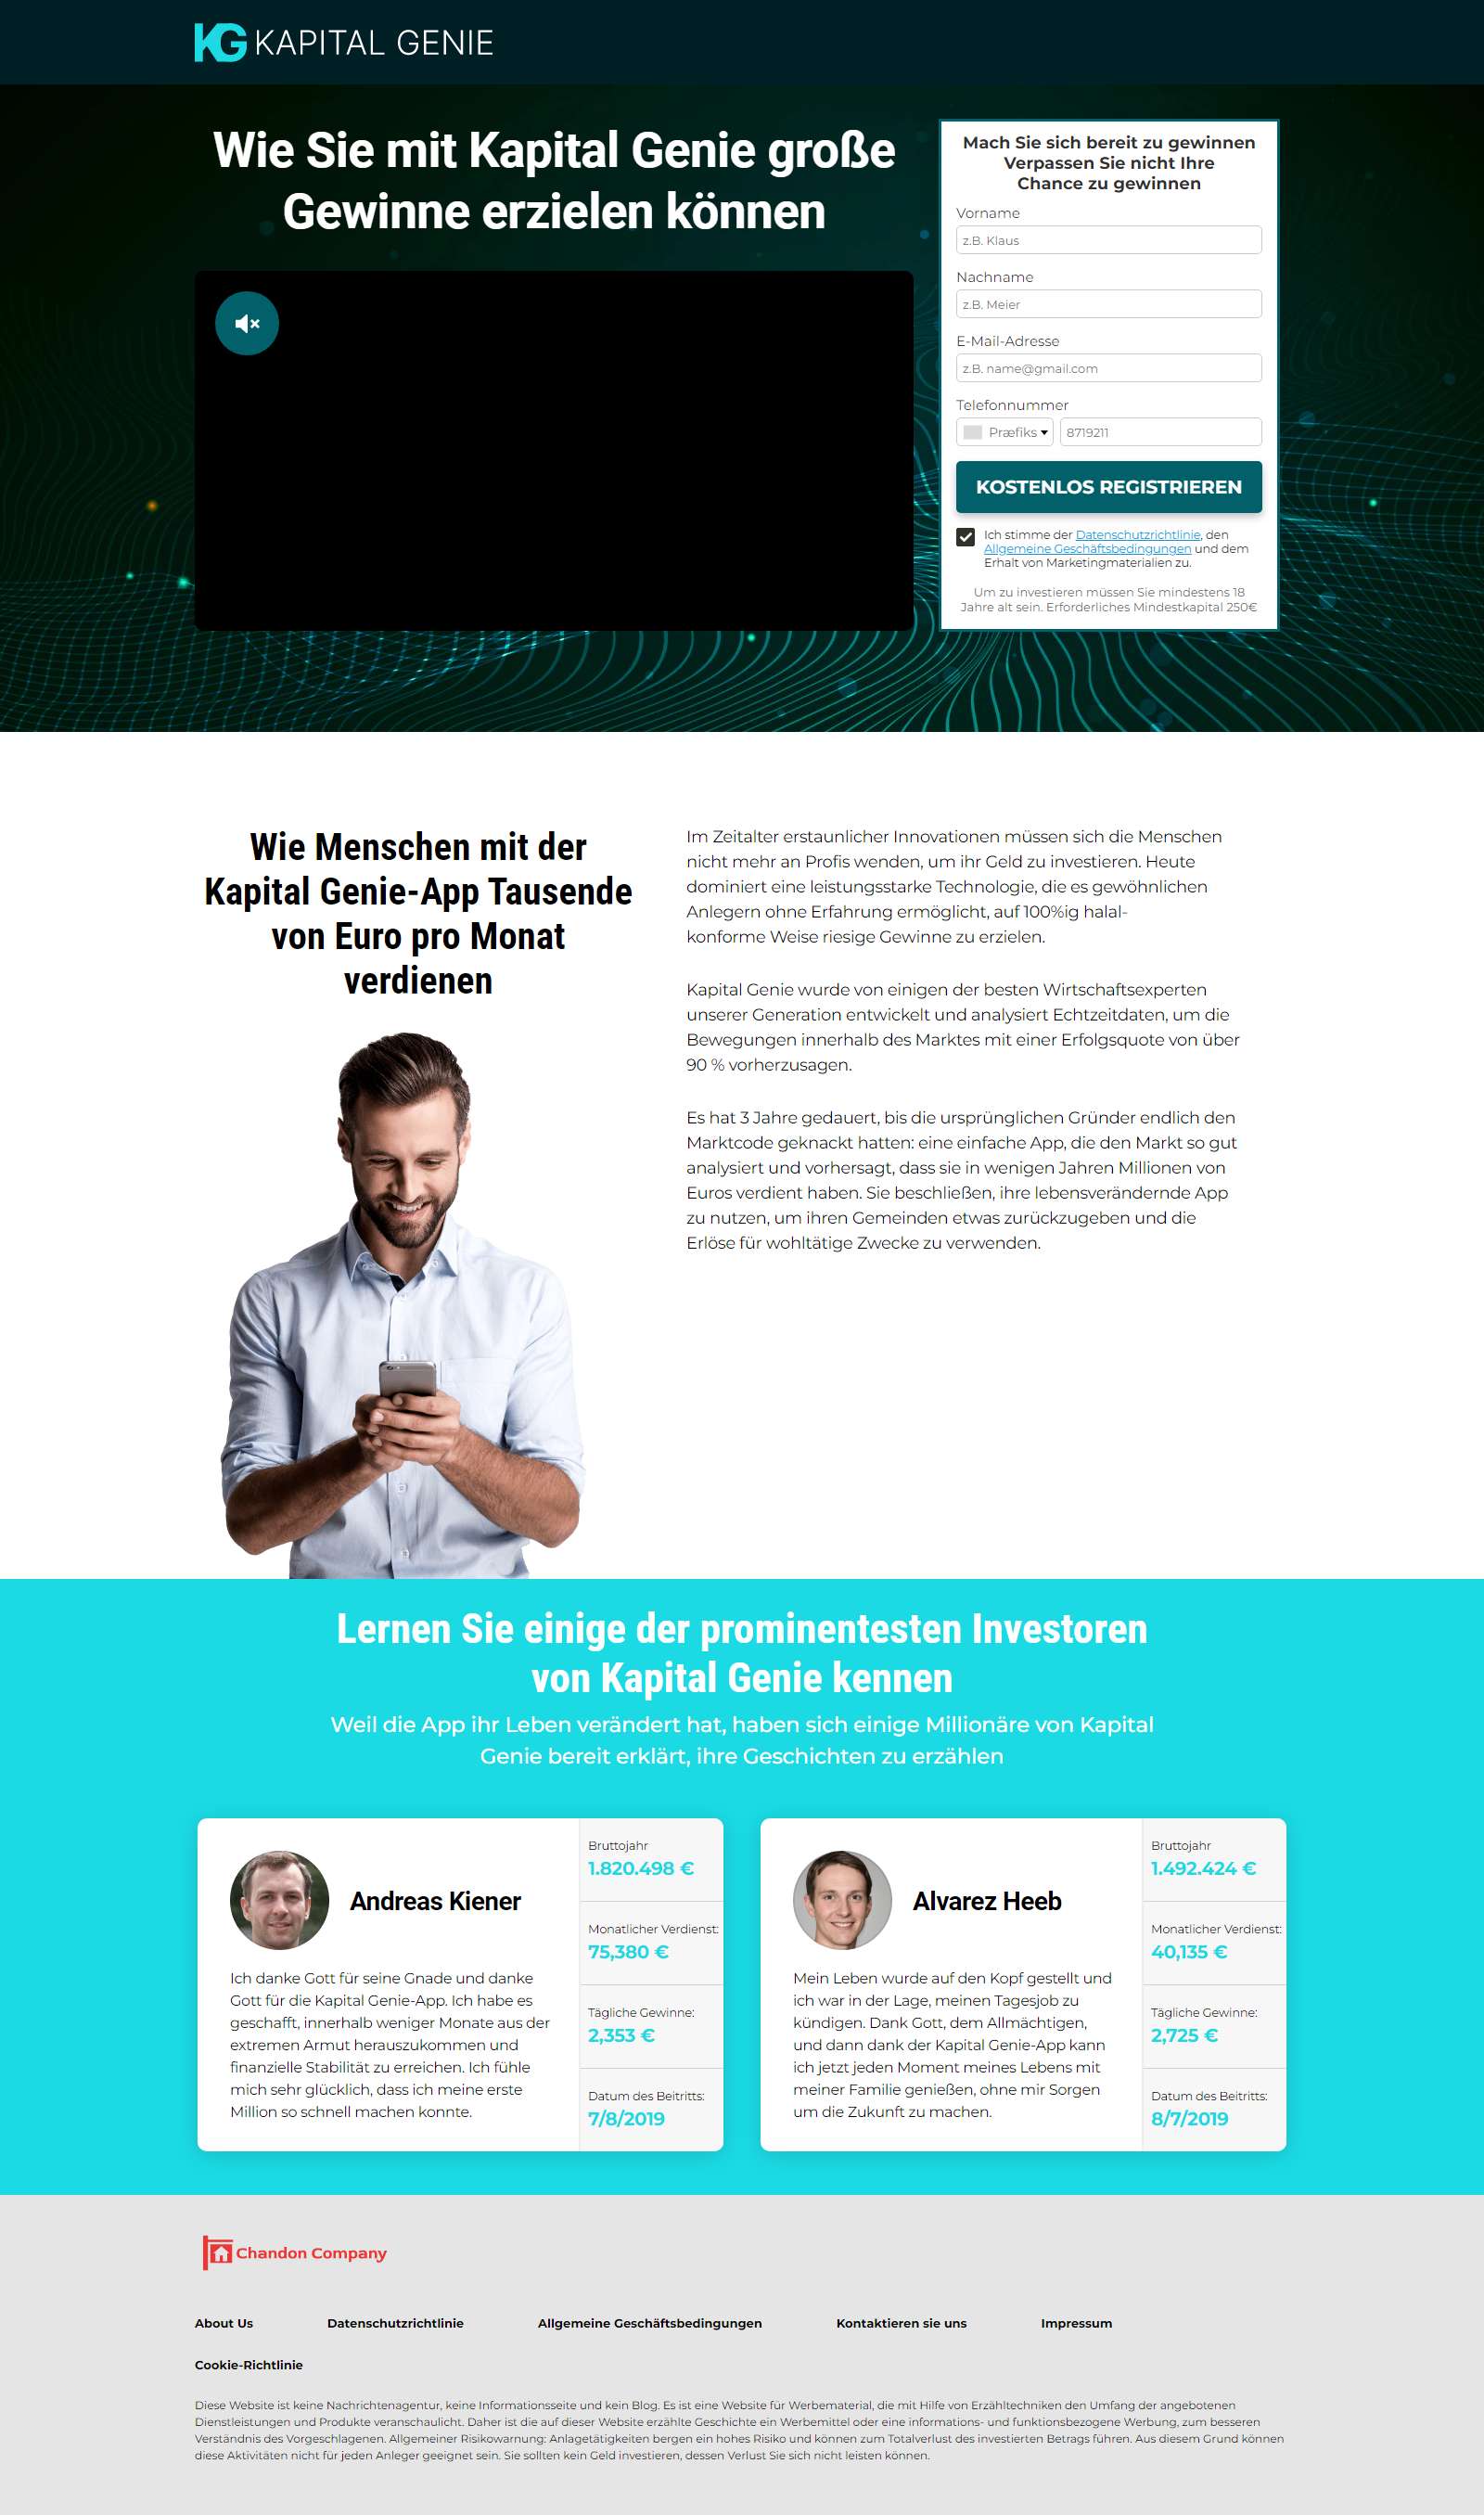 KG KAPITAL GENIE
Wie Sie mit Kapital Genie große
Gewinne erzielen können
Mach Sie sich bereit zu gewinnen
Verpassen Sie nicht Ihre
Chance zu gewinnen
Vorname
z.B. Klaus
Nachname
z.B. Meier
E-Mail-Adresse
z.B. name@gmail.com
Telefonnummer
Præfiks 8719211
KOSTENLOS REGISTRIEREN
Ich stimme der Datenschutzrichtlinie, den
Allgemeine Geschäftsbedingungen und dem
Erhalt von Marketingmaterialien zu.
Um zu investieren müssen Sie mindestens 18
Jahre alt sein. Erforderliches Mindestkapital 250€
Wie Menschen mit der
Kapital Genie-App Tausende
von Euro pro Monat
verdienen
Im Zeitalter erstaunlicher Innovationen müssen sich die Menschen
nicht mehr an Profis wenden, um ihr Geld zu investieren. Heute
dominiert eine leistungsstarke Technologie, die es gewöhnlichen
Anlegern ohne Erfahrung ermöglicht, auf 100%ig halal-
konforme Weise riesige Gewinne zu erzielen.
Kapital Genie wurde von einigen der besten Wirtschaftsexperten
unserer Generation entwickelt und analysiert Echtzeitdaten, um die
Bewegungen innerhalb des Marktes mit einer Erfolgsquote von über
90 % vorherzusagen.
Es hat 3 Jahre gedauert, bis die ursprünglichen Gründer endlich den
Marktcode geknackt hatten: eine einfache App, die den Markt so gut
analysiert und vorhersagt, dass sie in wenigen Jahren Millionen von
Euros verdient haben. Sie beschließen, ihre lebensverändernde App
zu nutzen, um ihren Gemeinden etwas zurückzugeben und die
Erlöse für wohltätige Zwecke zu verwenden.
Lernen Sie einige der prominentesten Investoren
von Kapital Genie kennen
Weil die App ihr Leben verändert hat, haben sich einige Millionäre von Kapital
Genie bereit erklärt, ihre Geschichten zu erzählen
Andreas Kiener
Ich danke Gott für seine Gnade und danke
Gott für die Kapital Genie-App. Ich habe es
geschafft, innerhalb weniger Monate aus der
extremen Armut herauszukommen und
finanzielle Stabilität zu erreichen. Ich fühle
mich sehr glücklich, dass ich meine erste
Million so schnell machen konnte.
Bruttojahr
1.820.498 €
Monatlicher Verdienst:
75,380 €
Tägliche Gewinne:
2,353 €
Datum des Beitritts:
7/8/2019
Alvarez Heeb
Mein Leben wurde auf den Kopf gestellt und
ich war in der Lage, meinen Tagesjob zu
kündigen. Dank Gott, dem Allmächtigen,
und dann dank der Kapital Genie-App kann
ich jetzt jeden Moment meines Lebens mit
meiner Familie genießen, ohne mir Sorgen
um die Zukunft zu machen.
Bruttojahr
1.492.424 €
Monatlicher Verdienst:
40,135 €
Tägliche Gewinne:
2,725 €
Datum des Beitritts:
8/7/2019
Chandon Company
About Us Datenschutzrichtlinie Allgemeine Geschäftsbedingungen Kontaktieren sie uns Impressum
Cookie-Richtlinie
Diese Website ist keine Nachrichtenagentur, keine Informationsseite und kein Blog. Es ist eine Website für Werbematerial, die mit Hilfe von Erzähltechniken den Umfang der angebotenen
Dienstleistungen und Produkte veranschaulicht. Daher ist die auf dieser Website erzählte Geschichte ein Werbemittel oder eine informations- und funktionsbezogene Werbung, zum besseren
Verständnis des Vorgeschlagenen. Allgemeiner Risikowarnung: Anlagetätigkeiten bergen ein hohes Risiko und können zum Totalverlust des investierten Betrags führen. Aus diesem Grund können
diese Aktivitäten nicht für jeden Anleger geeignet sein. Sie sollten kein Geld investieren, dessen Verlust Sie sich nicht leisten können.